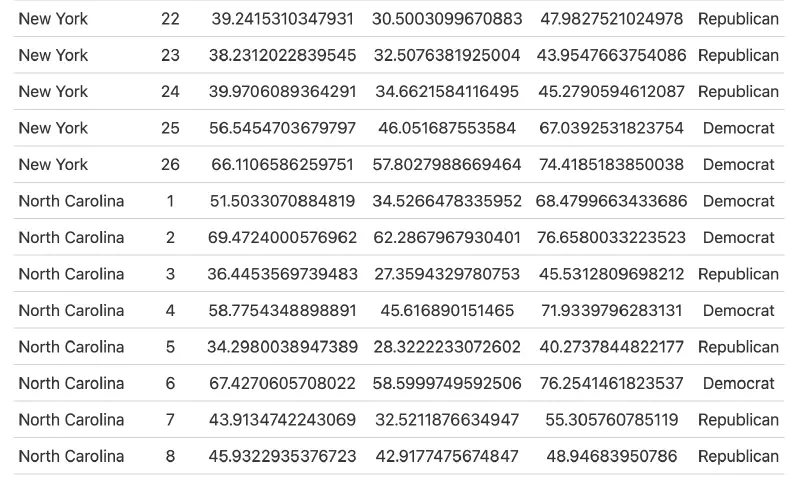 New York 22 39.2415310347931 30.5003099670883 47.9827521024978 Republican
New York 23 38.2312022839545 32.5076381925004 43.9547663754086 Republican
New York 24 39.9706089364291 34.6621584116495 45.2790594612087 Republican
New York 25 56.5454703679797 46.051687553584 67.0392531823754 Democrat
New York 26 66.1106586259751 57.8027988669464 74.4185183850038 Democrat
North Carolina 1 51.5033070884819 34.5266478335952 68.4799663433686 Democrat
North Carolina 2 69.4724000576962 62.2867967930401 76.6580033223523 Democrat
North Carolina 3 36.4453569739483 27.3594329780753 45.5312809698212 Republican
North Carolina 4 58.7754348898891 45.616890151465 71.9339796283131 Democrat
North Carolina 5 34.2980038947389 28.3222233072602 40.2737844822177 Republican
North Carolina 6 67.4270605708022 58.5999749592506 76.2541461823537 Democrat
North Carolina 7 43.9134742243069 32.5211876634947 55.305760785119 Republican
North Carolina 8 45.9322935376723 42.9177475674847 48.94683950786 Republican